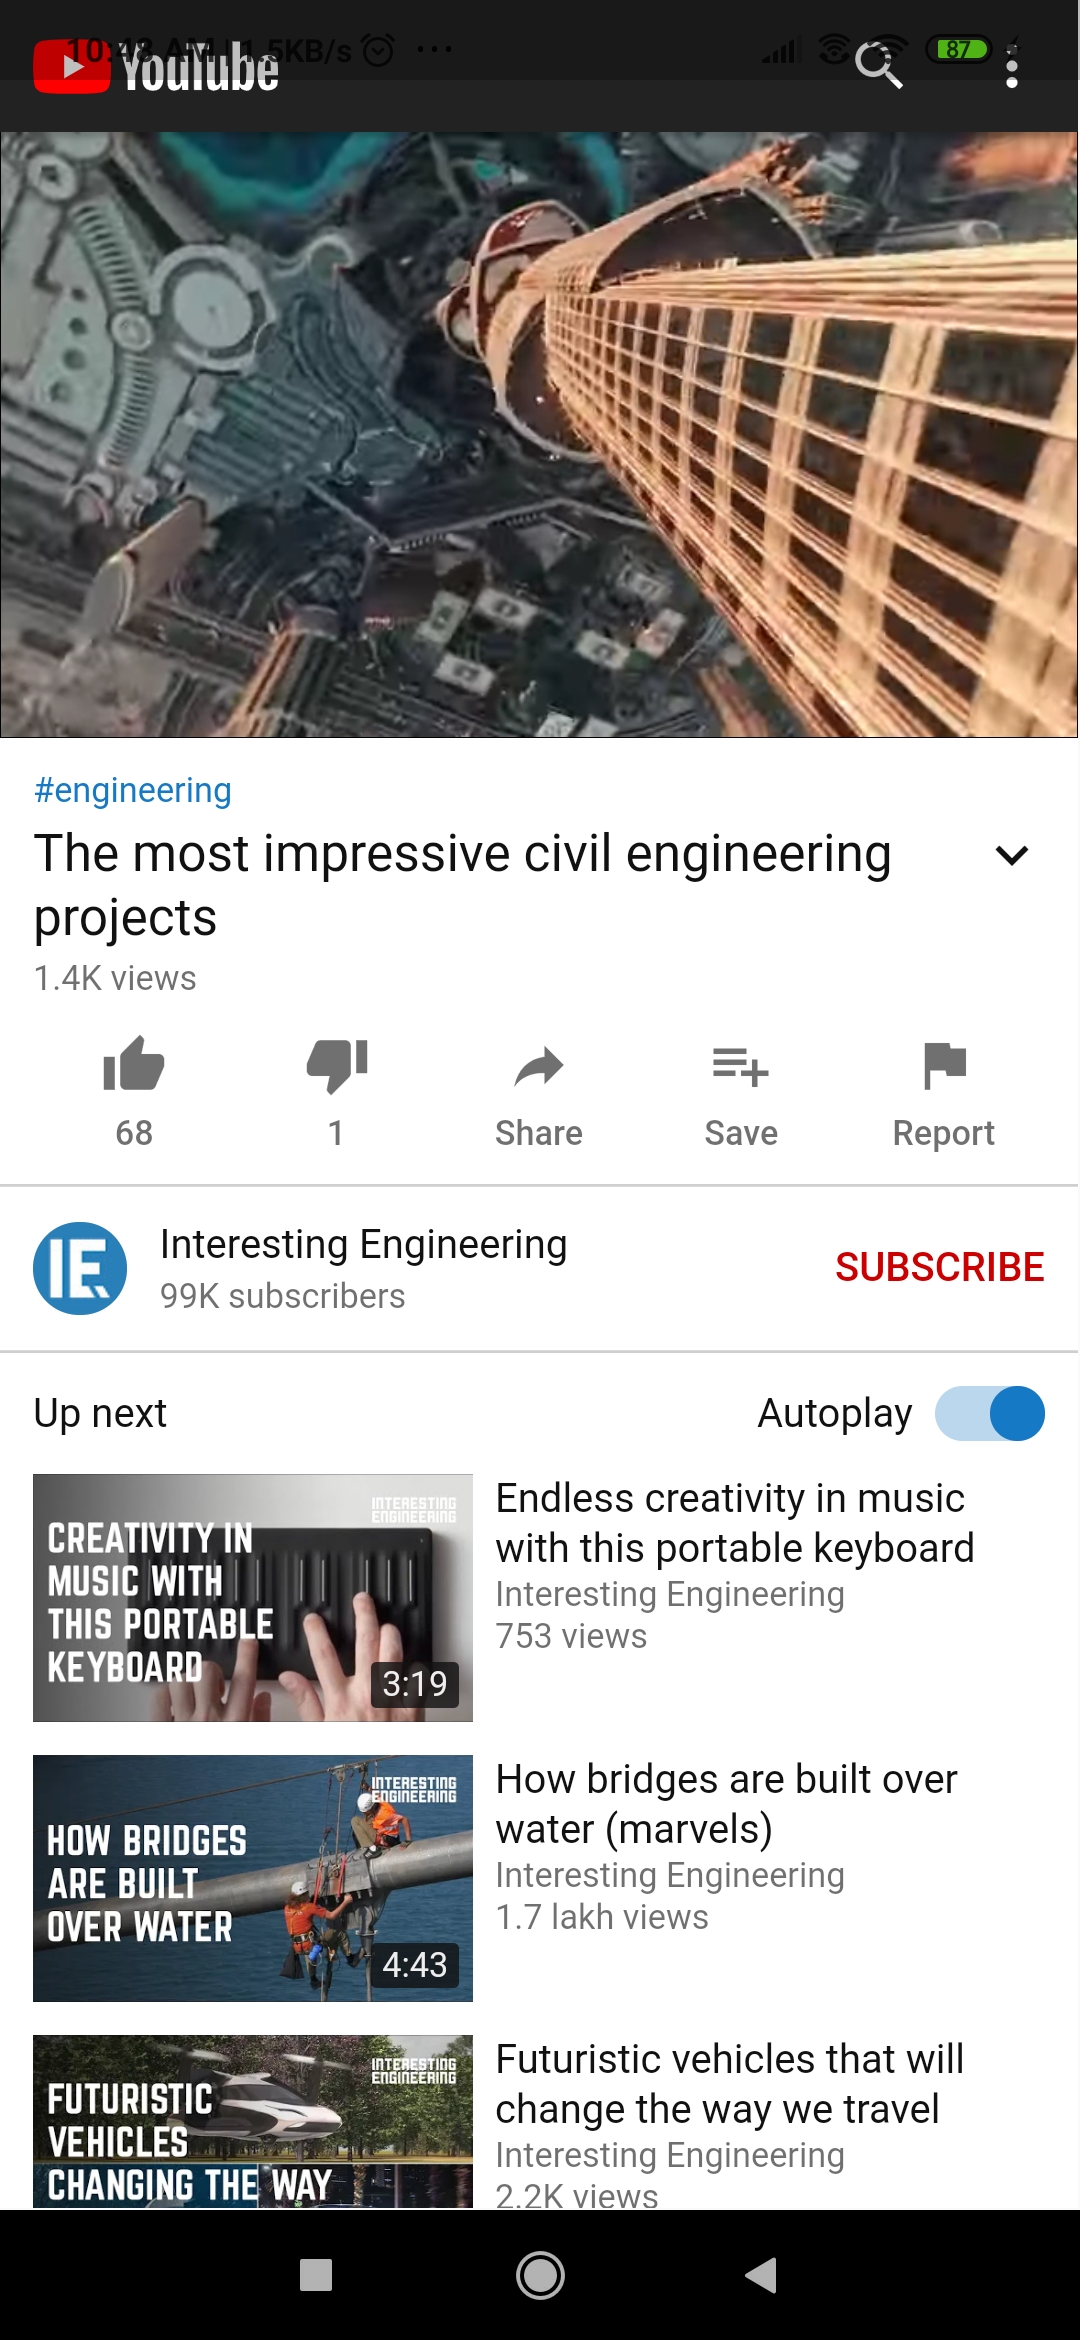 10:48 AM | 1.5KB/s ...
87
YouTube
#engineering
The most impressive civil engineering
projects
1.4K views
68
1
Share
Save
Report
IE
Interesting Engineering
99K subscribers
SUBSCRIBE
Up next
Autoplay
INTERESTING
ENGINEERING
CREATIVITY IN
MUSIC WITH
THIS PORTABLE
KEYBOARD
3:19
Endless creativity in music
with this portable keyboard
Interesting Engineering
753 views
INTERESTING
ENGINEERING
HOW BRIDGES
ARE BUILT
OVER WATER
4:43
How bridges are built over
water (marvels)
Interesting Engineering
1.7 lakh views
INTERESTING
ENGINEERING
FUTURISTIC
VEHICLES
CHANGING THE WAY
Futuristic vehicles that will
change the way we travel
Interesting Engineering
2.2K views